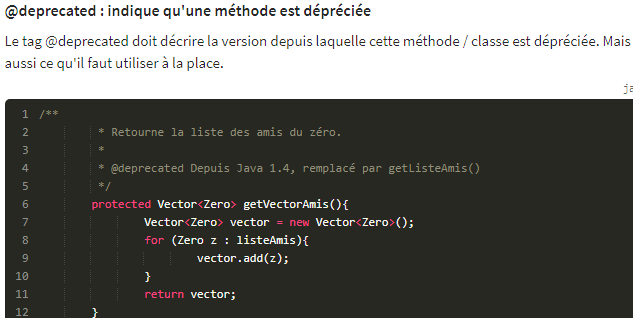 @deprecated : indique qu'une méthode est dépréciée
Le tag @deprecated doit décrire la version depuis laquelle cette méthode / classe est dépréciée. Mais
aussi ce qu'il faut utiliser à la place.
ja
1 /**
2 * Retourne la liste des amis du zéro.
3 *
4 * @deprecated Depuis Java 1.4, remplacé par getListeAmis()
5 */
6 protected Vector<Zero> getVectorAmis(){
7 Vector<Zero> vector = new Vector<Zero>();
8 for (Zero z : listeAmis){
9 vector.add(z);
10 }
11 return vector;
12 }